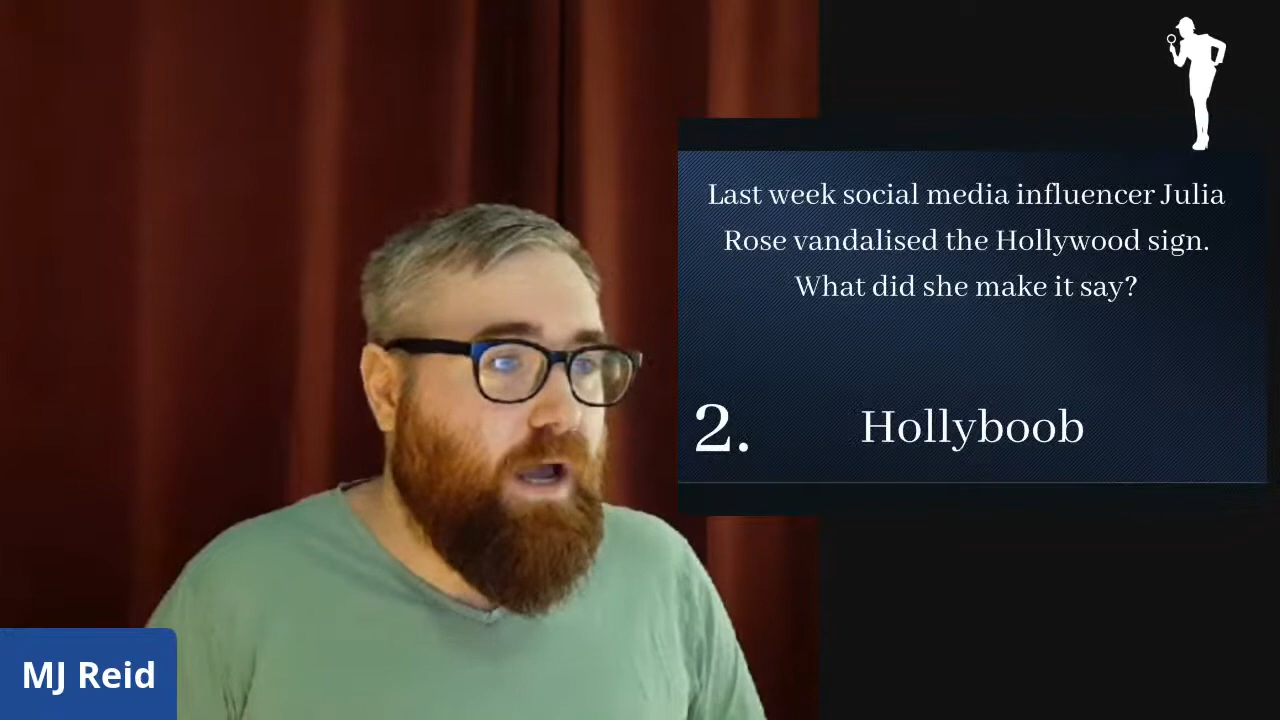 Last week social media influencer Julia
Rose vandalised the Hollywood sign.
What did she make it say?
2. Hollyboob
MJ Reid